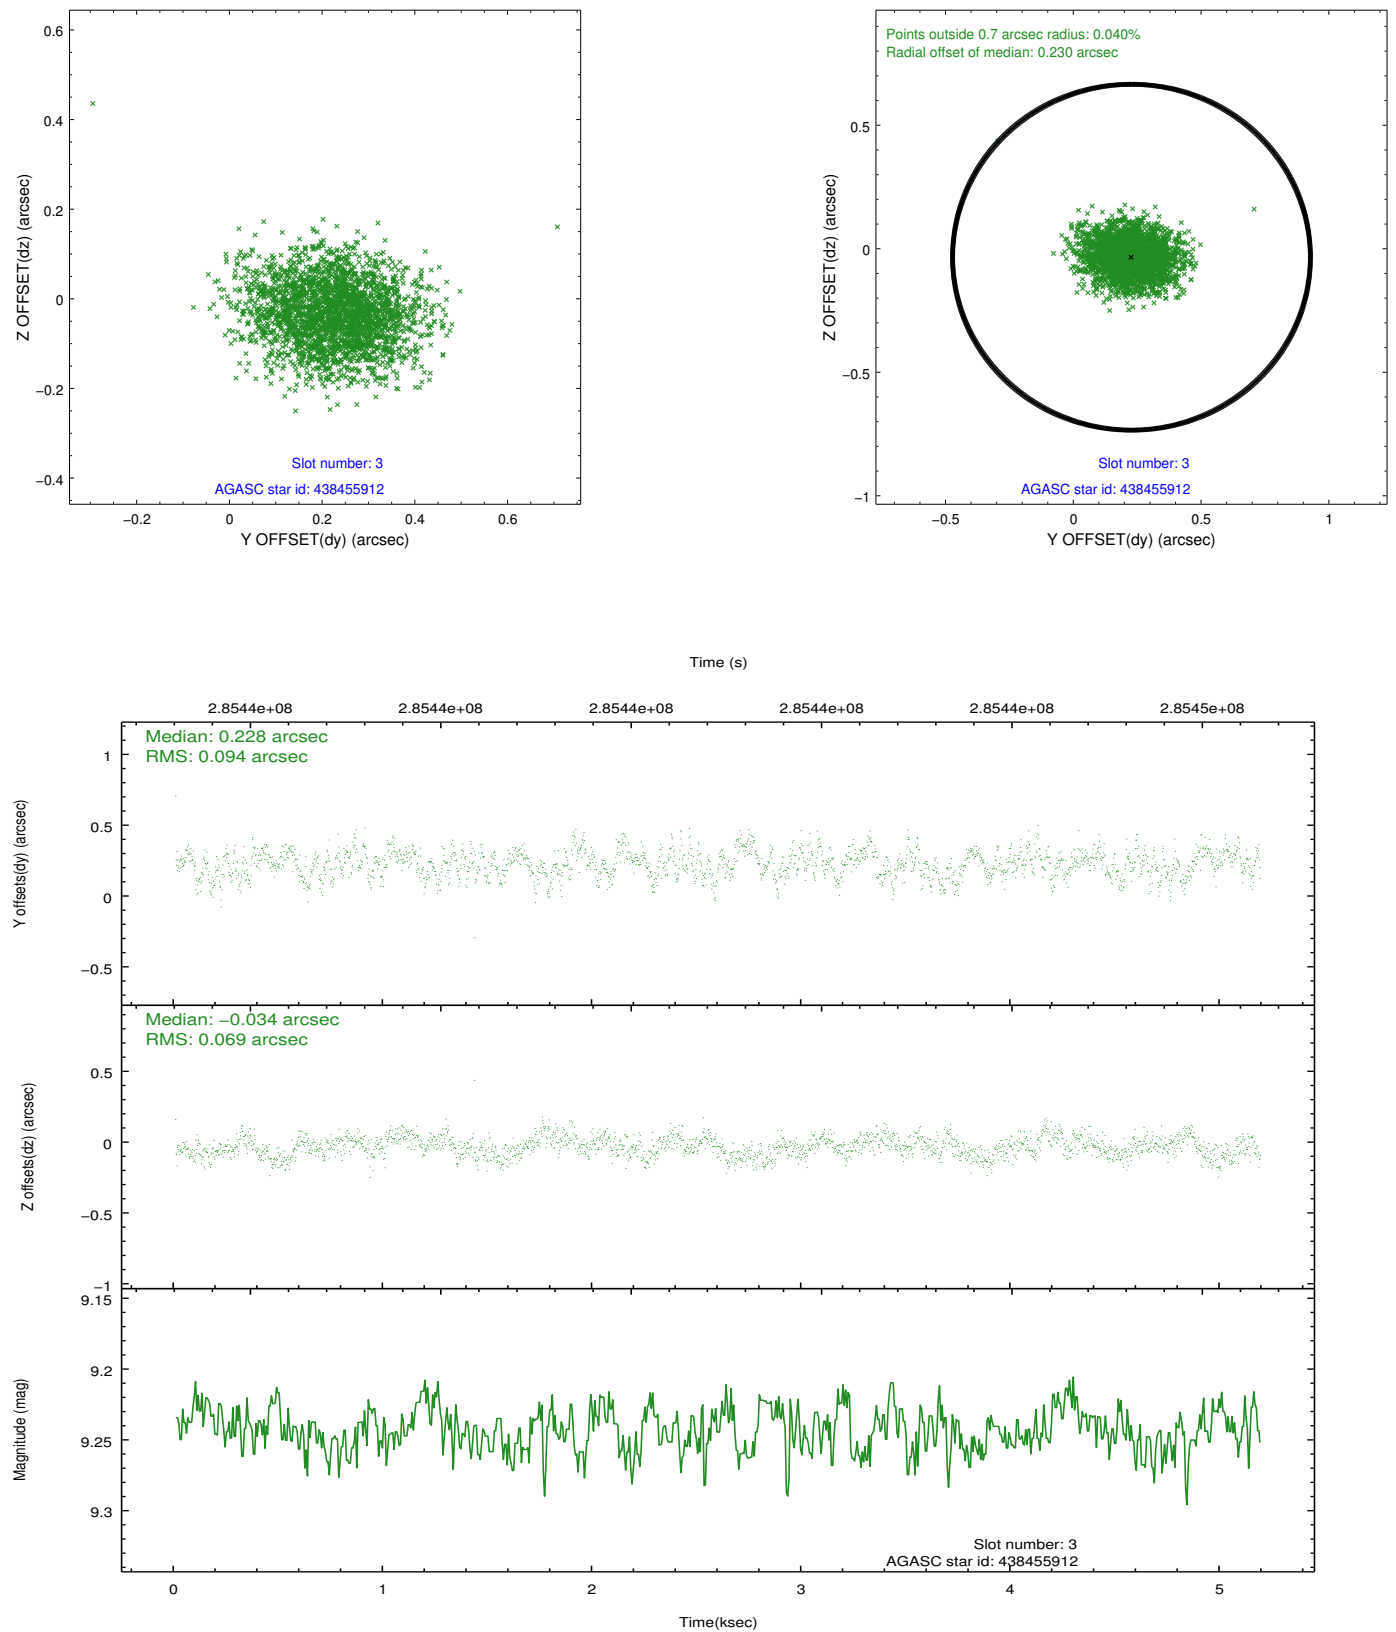 0.6
0.4
0.2
0
−0.2
−0.4
Z OFFSET(dz) (arcsec)
Slot number: 3
AGASC star id: 438455912
−0.2 0 0.2 0.4 0.6
Y OFFSET(dy) (arcsec)
Points outside 0.7 arcsec radius: 0.040%
Radial offset of median: 0.230 arcsec
0.5
0
−0.5
−1
Z OFFSET(dz) (arcsec)
Slot number: 3
AGASC star id: 438455912
−0.5 0 0.5 1
Y OFFSET(dy) (arcsec)
Time (s)
2.8544e+08 2.8544e+08 2.8544e+08 2.8544e+08 2.8544e+08 2.8545e+08
Median: 0.228 arcsec
RMS: 0.094 arcsec
1
0.5
0
−0.5
Y offsets(dy) (arcsec)
Median: −0.034 arcsec
RMS: 0.069 arcsec
0.5
0
−0.5
−1
Z offsets(dz) (arcsec)
9.15
9.2
9.25
9.3
Magnitude (mag)
Slot number: 3
AGASC star id: 438455912
0 1 2 3 4 5
Time(ksec)